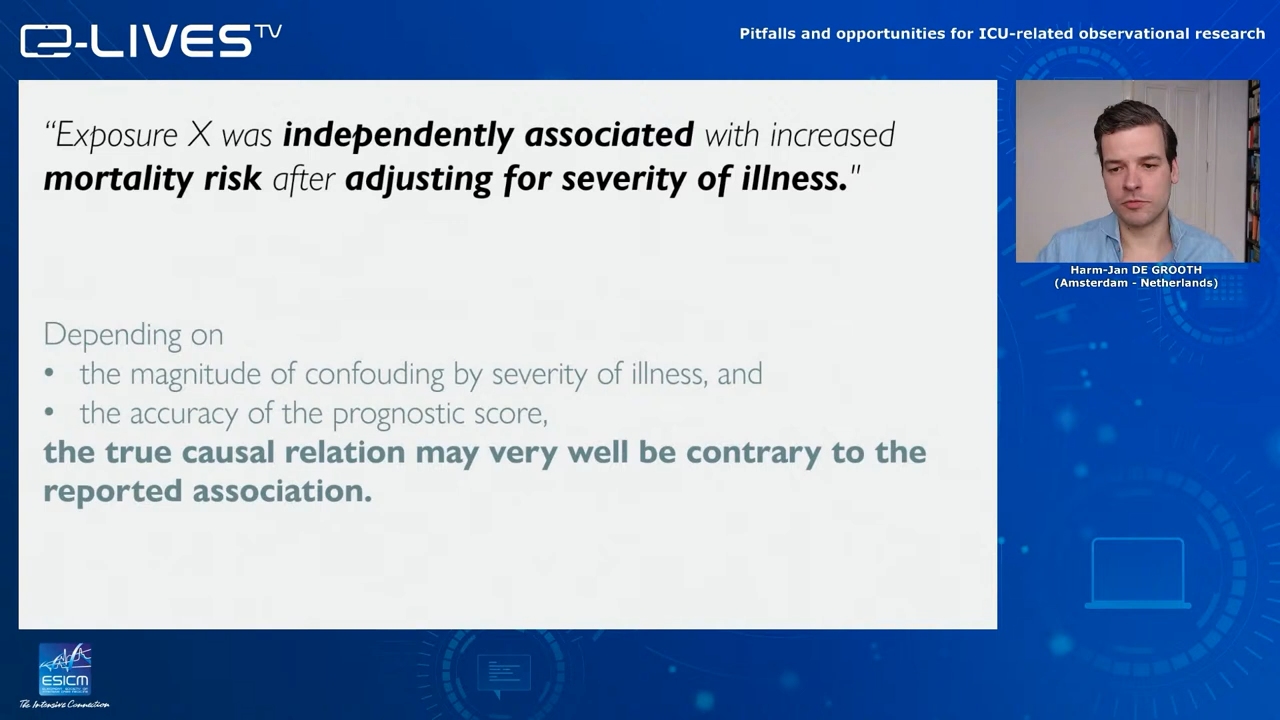 e-LIVES TV
Pitfalls and opportunities for ICU-related observational research
“Exposure X was independently associated with increased
mortality risk after adjusting for severity of illness."
Depending on
• the magnitude of confouding by severity of illness, and
• the accuracy of the prognostic score,
the true causal relation may very well be contrary to the
reported association.
Harm-Jan DE GROOTH
(Amsterdam - Netherlands)
ESICM
The Intensive Connection